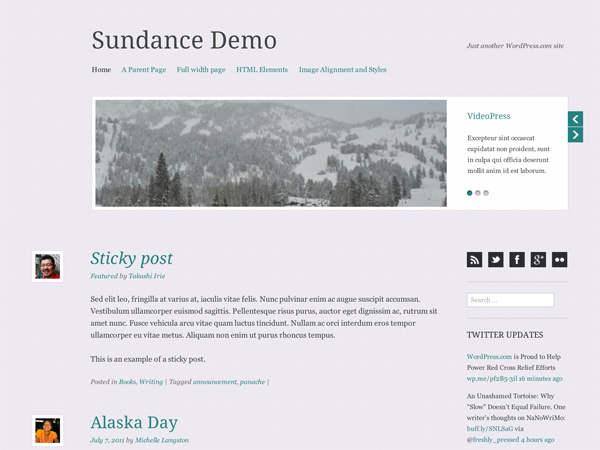 Sundance Demo
Just another WordPress.com site
Home A Parent Page Full width page HTML Elements Image Alignment and Styles
VideoPress
Excepteur sint occaecat
cupidatat non proident, sunt
in culpa qui officia deserunt
mollit anim id est laborum.
Sticky post
Featured by Takashi Irie
Sed elit leo, fringilla at varius at, iaculis vitae felis. Nunc pulvinar enim ac augue suscipit accumsan.
Vestibulum ullamcorper euismod sagittis. Pellentesque risus purus, auctor eget dignissim ac, rutrum sit
amet nunc. Fusce vehicula arcu vitae quam luctus tincidunt. Nullam ac orci interdum eros tempor
ullamcorper eu vitae metus. Aliquam non enim ut purus rhoncus tempus.
This is an example of a sticky post.
Posted in Books, Writing | Tagged announcement, panache |
Alaska Day
July 7, 2011 by Michelle Langston
Search ...
TWITTER UPDATES
WordPress.com is Proud to Help
Power Red Cross Relief Efforts
wp.me/pf2B5-3il 16 minutes ago
An Unashamed Tortoise: Why
"Slow" Doesn't Equal Failure. One
writer's thoughts on NaNoWriMo:
buff.ly/SNLSaG via
@freshly_pressed 4 hours ago